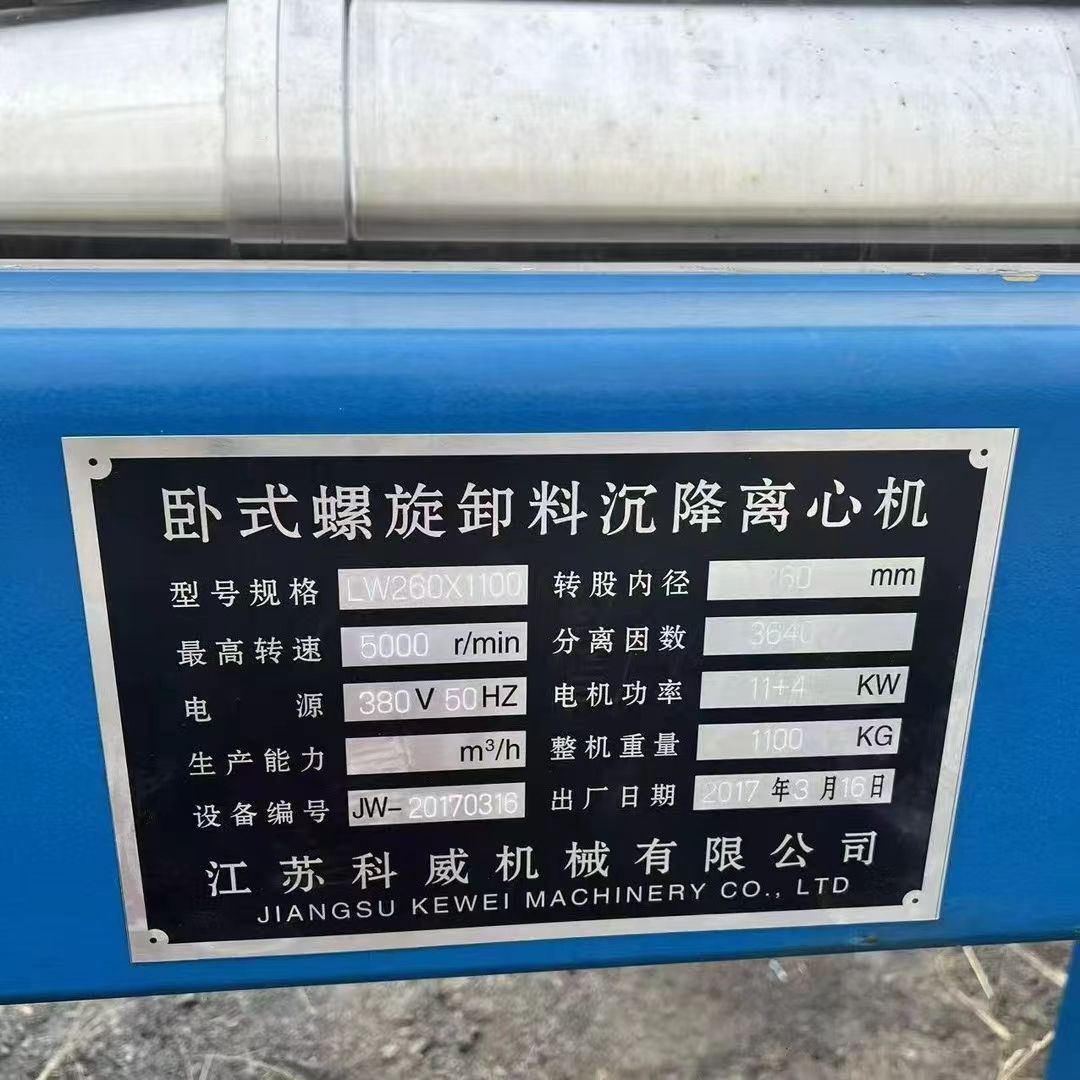 卧式螺旋卸料沉降离心机
型号规格 LW260X1100 转股内径 260 mm
最高转速 5000 r/min 分离因数 3640
电源 380V 50HZ 电机功率 11+4 KW
生产能力 m³/h 整机重量 1100 KG
设备编号 JW-20170316 出厂日期 2017年3月16日
江苏科威机械有限公司
JIANGSU KEWEI MACHINERY CO., LTD